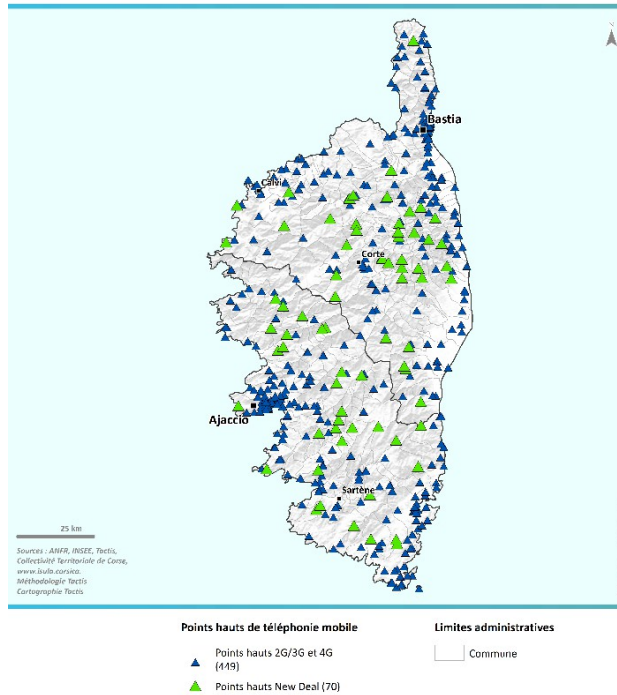 Bastia
Calvi
Corte
Ajaccio
Sartène
25 km
Sources : ANFR, INSEE, Tactis,
Collectivité Territoriale de Corse,
www.isula.corsica.
Méthodologie Tactis
Cartographie Tactis
Points hauts de téléphonie mobile
Points hauts 2G/3G et 4G
(449)
Points hauts New Deal (70)
Limites administratives
Commune